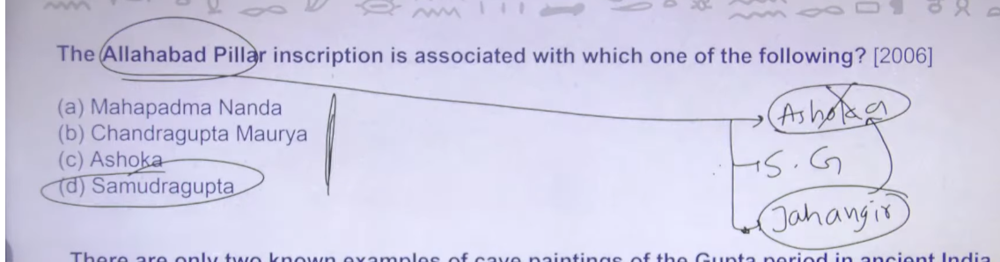 The Allahabad Pillar inscription is associated with which one of the following? [2006]
(a) Mahapadma Nanda
(b) Chandragupta Maurya
(c) Ashoka
(d) Samudragupta
Ashoka
S. G
Jahangir
There are only two known examples of cave paintings of the Gupta period in ancient India